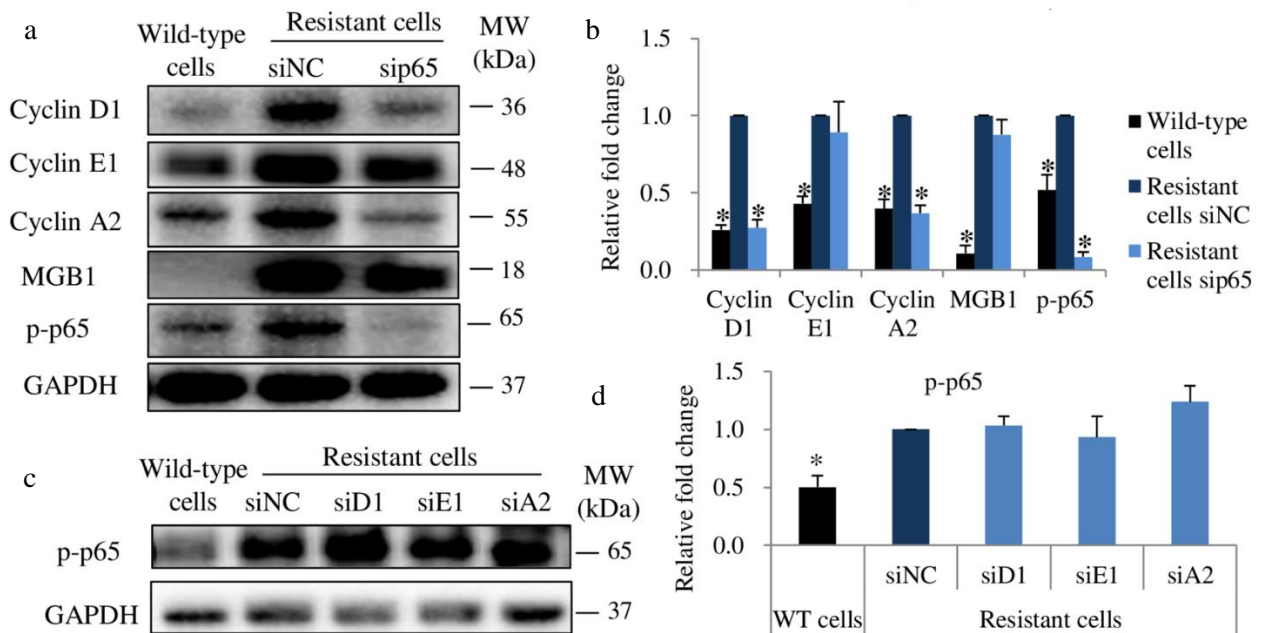 a
Wild-type
cells
Resistant cells
siNC sip65
MW
(kDa)
Cyclin D1 36
Cyclin E1 48
Cyclin A2 55
MGB1 18
p-p65 65
GAPDH 37
b
Relative fold change
1.5
1.0
0.5
0.0
* * * * * * * *
Cyclin
D1
Cyclin
E1
Cyclin
A2
MGB1
p-p65
Wild-type
cells
Resistant
cells siNC
Resistant
cells sip65
c
Wild-type
cells
Resistant cells
siNC siD1 siE1 siA2
MW
(kDa)
p-p65 65
GAPDH 37
d
Relative fold change
p-p65
1.5
1.0
0.5
0.0
*
siNC siD1 siE1 siA2
WT cells Resistant cells